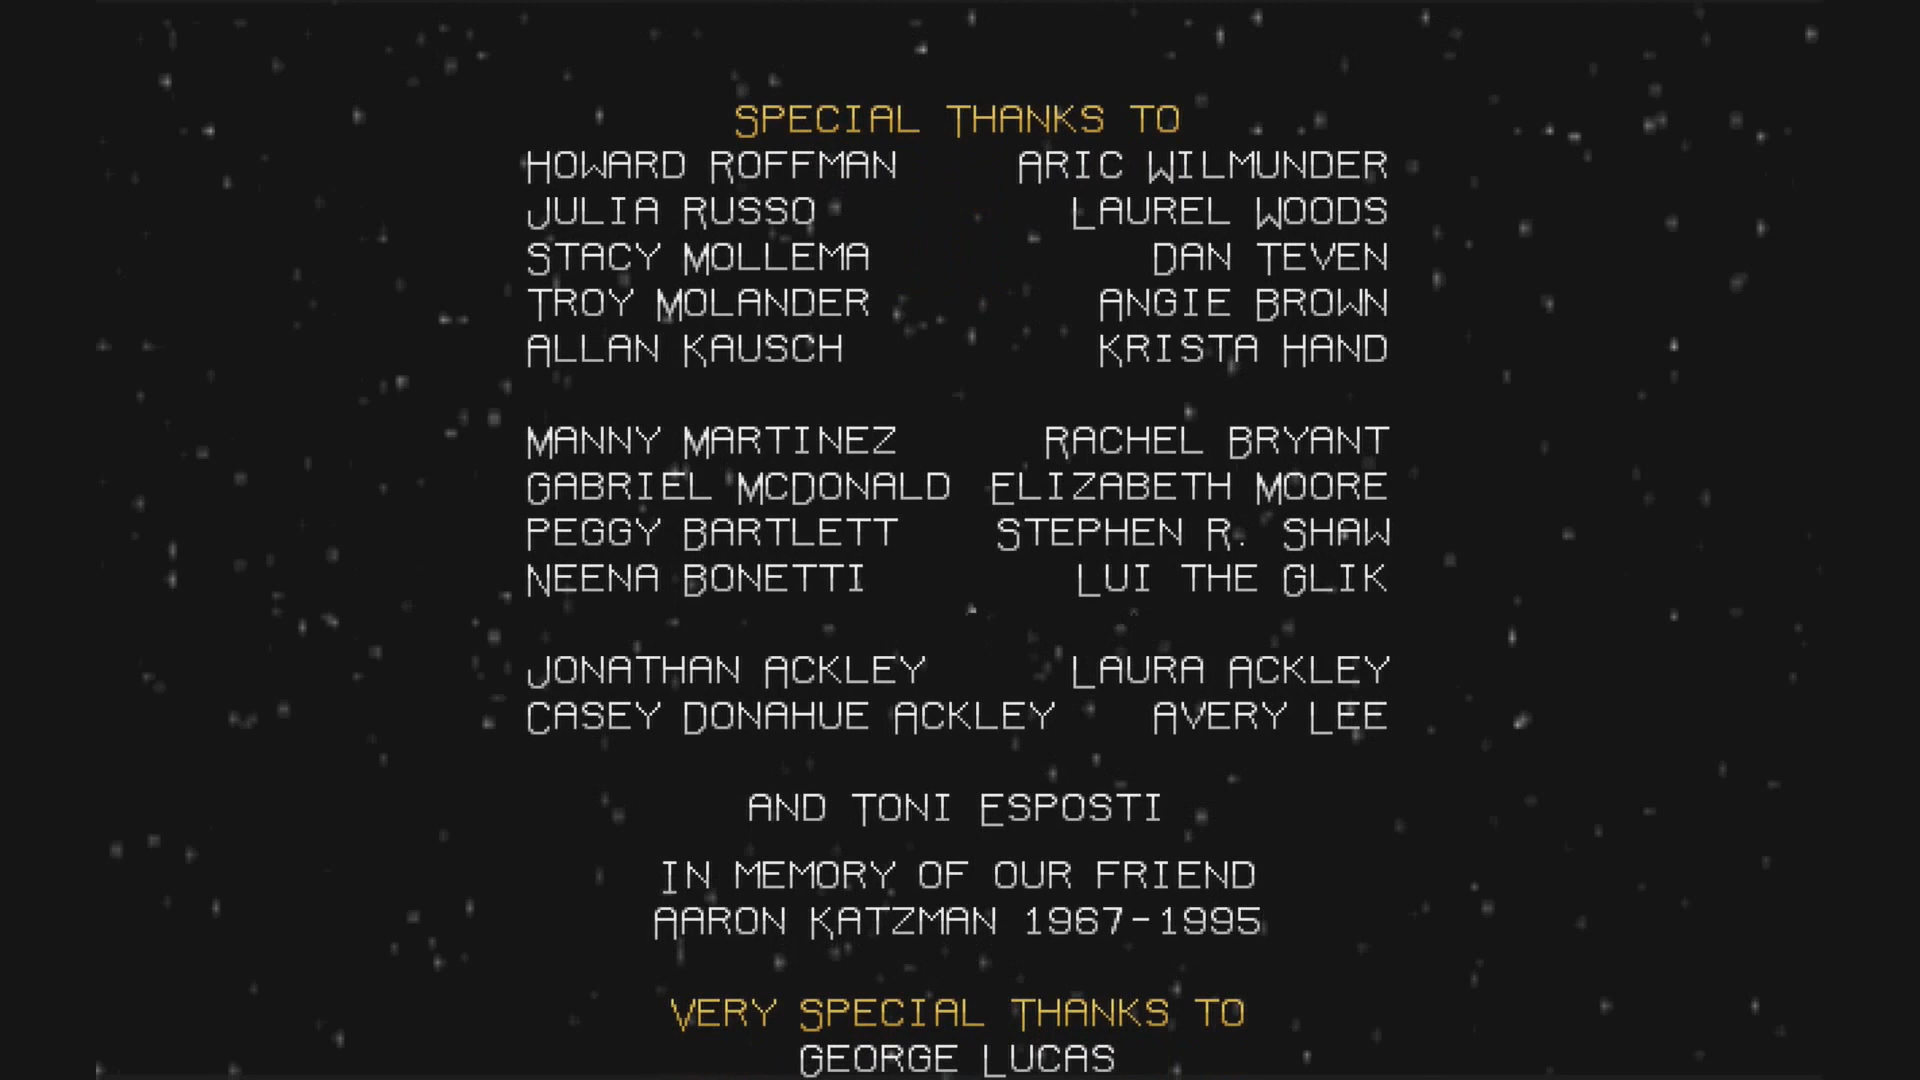 Special Thanks to
Howard Roffman Aric Wilmunder
Julia Russo Laurel Woods
Stacy Mollema Dan Teven
Troy Molander Angie Brown
Allan Kausch Krista Hand
Manny Martinez Rachel Bryant
Gabriel McDonald Elizabeth Moore
Peggy Bartlett Stephen R. Shaw
Neena Bonetti Lui the Glik
Jonathan Ackley Laura Ackley
Casey Donahue Ackley Avery Lee
and Toni Esposti
In memory of our friend
Aaron Katzman 1967-1995
Very Special Thanks to
George Lucas